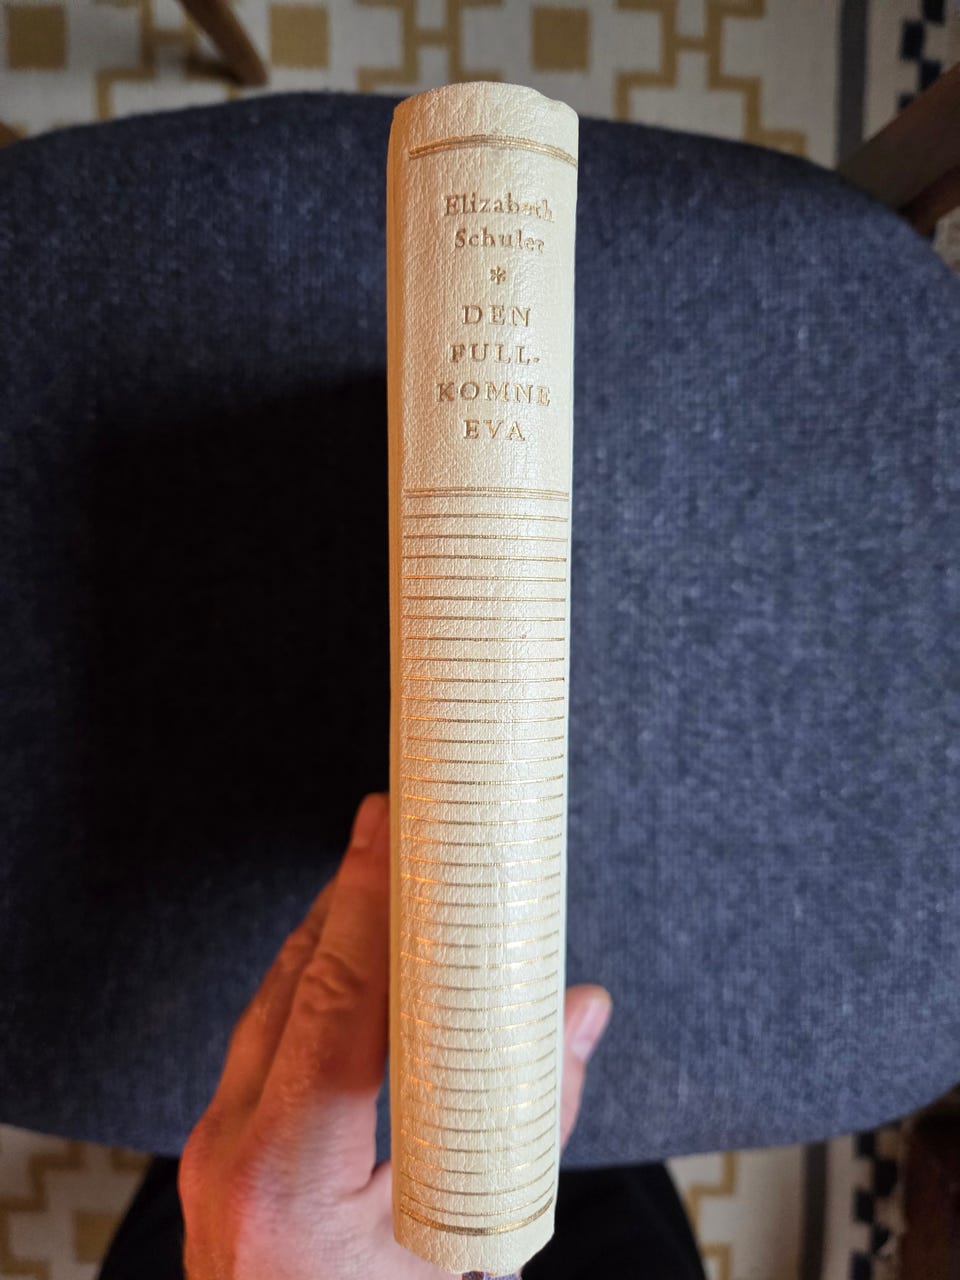 Elizabeth
Schuler
*
DEN
FULL-
KOMNE
EVA